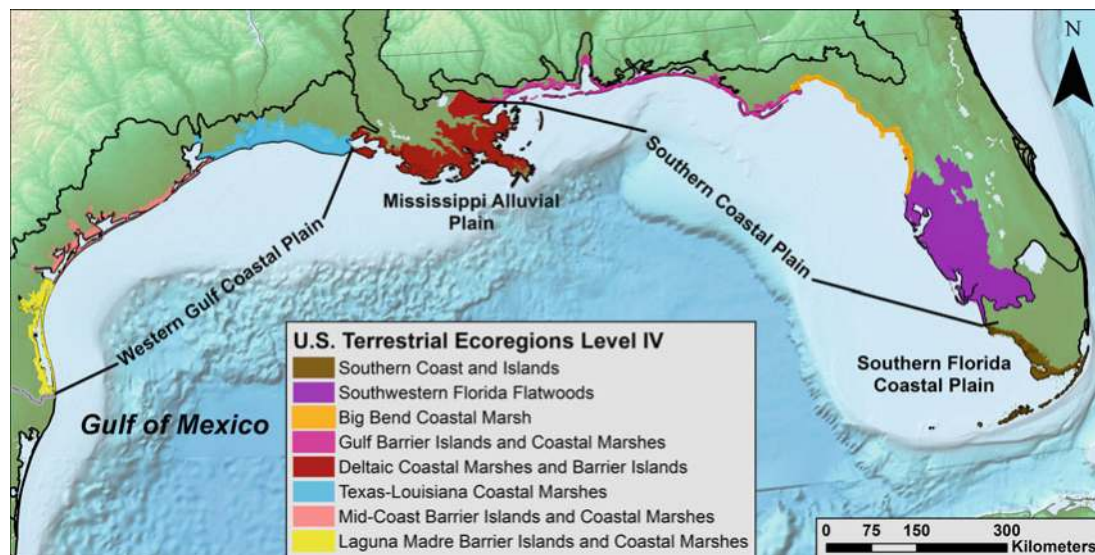 N
Mississippi Alluvial
Plain
Western Gulf Coastal Plain
Southern Coastal Plain
Southern Florida
Coastal Plain
Gulf of Mexico
U.S. Terrestrial Ecoregions Level IV
Southern Coast and Islands
Southwestern Florida Flatwoods
Big Bend Coastal Marsh
Gulf Barrier Islands and Coastal Marshes
Deltaic Coastal Marshes and Barrier Islands
Texas-Louisiana Coastal Marshes
Mid-Coast Barrier Islands and Coastal Marshes
Laguna Madre Barrier Islands and Coastal Marshes
0 75 150 300
Kilometers